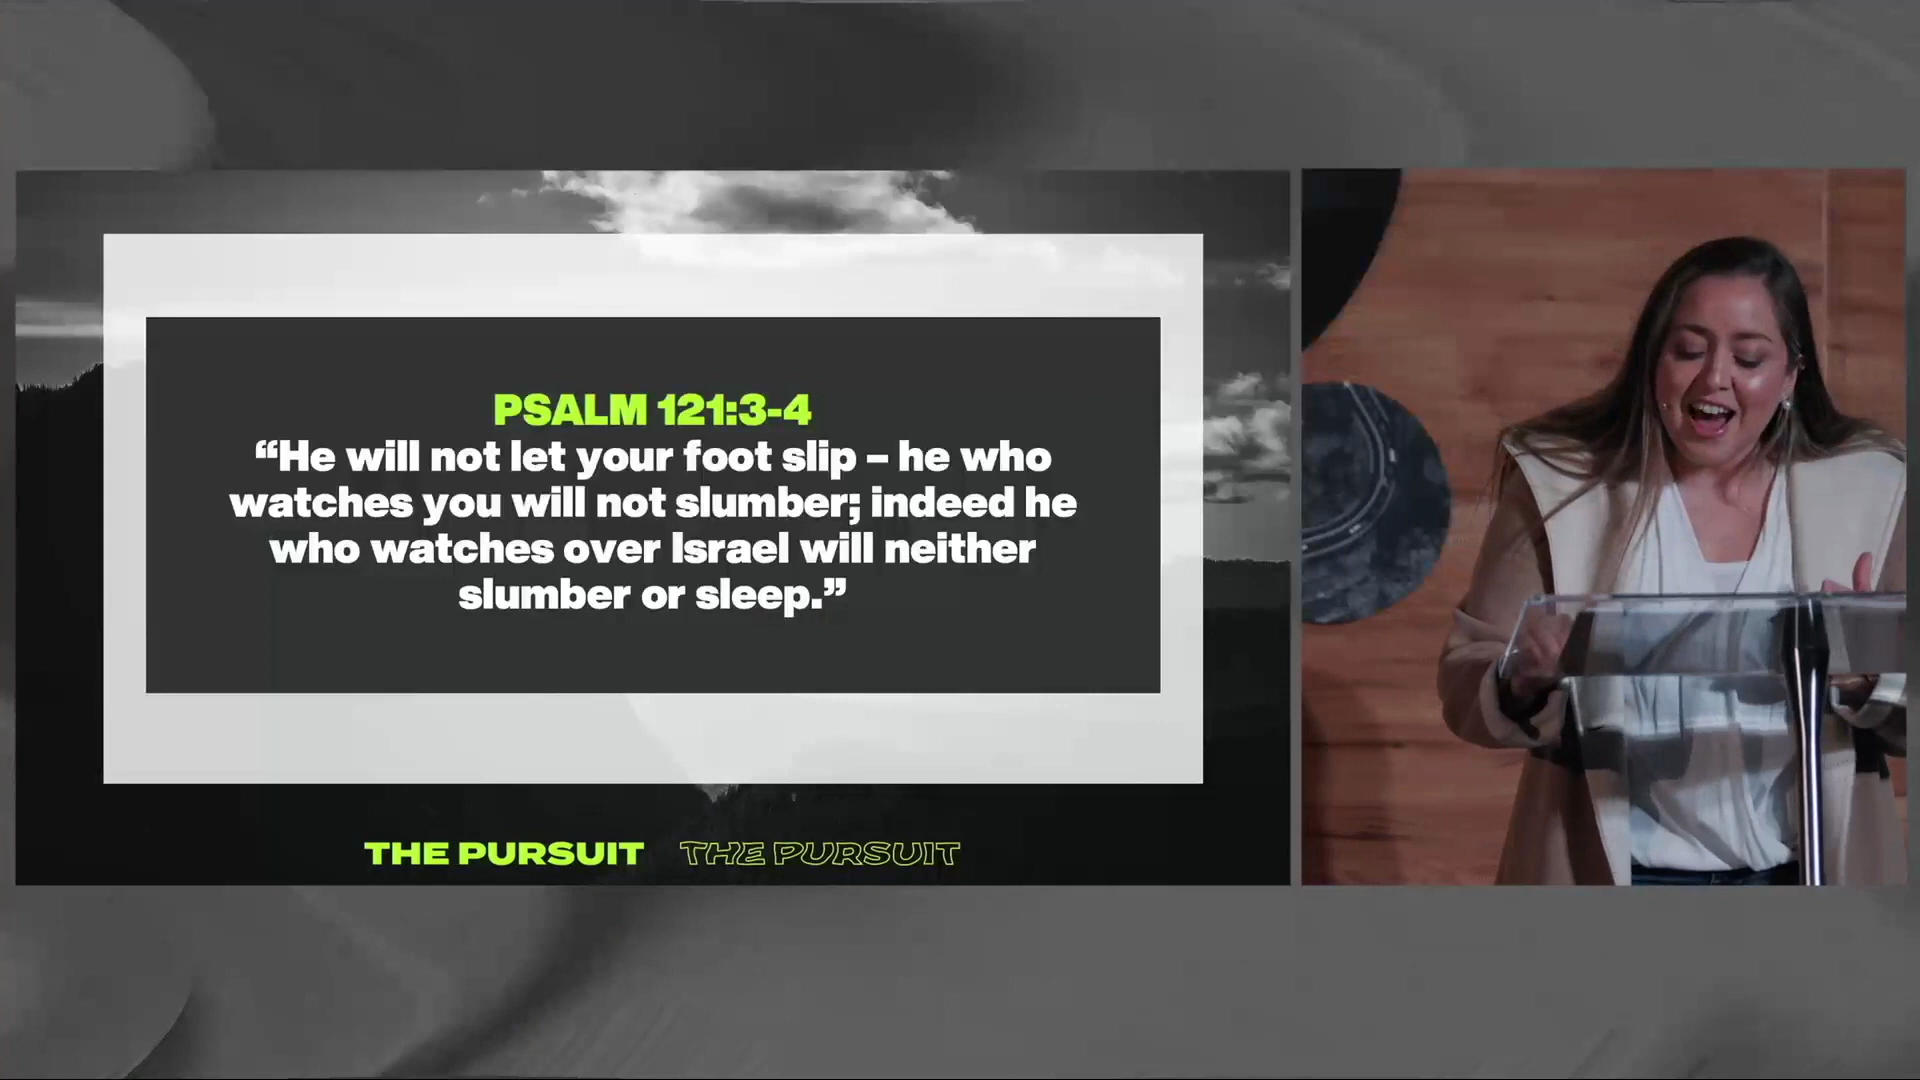 PSALM 121:3-4
“He will not let your foot slip – he who
watches you will not slumber; indeed he
who watches over Israel will neither
slumber or sleep.”
THE PURSUIT THE PURSUIT